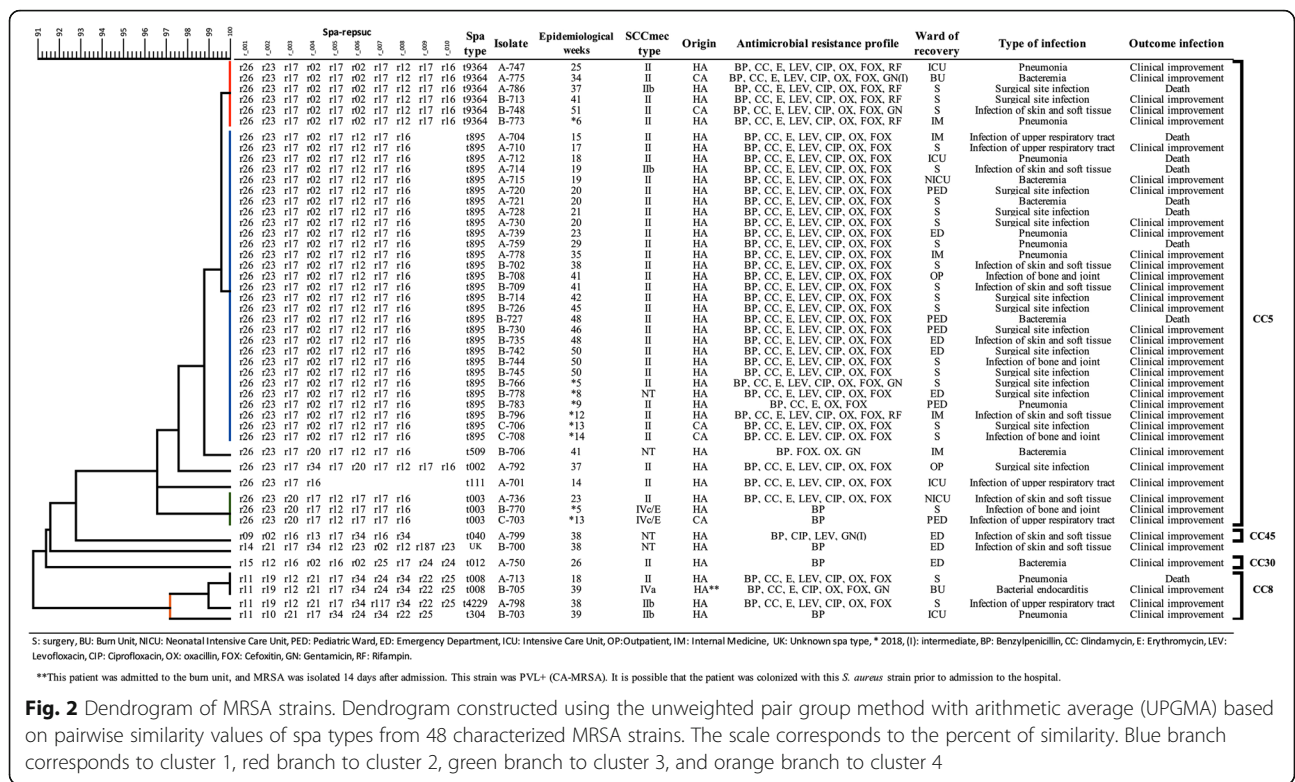 91 92 93 94 95 96 97 98 99 100
Spa-repsuc
r_001 r_002 r_003 r_004 r_005 r_006 r_007 r_008 r_009 r_010
Spa type Isolate Epidemiological weeks SCCmec type Origin Antimicrobial resistance profile Ward of recovery Type of infection Outcome infection
r26 r23 r17 r02 r17 r02 r17 r12 r17 r16 t9364 A-747 25 II HA BP, CC, E, LEV, CIP, OX, FOX, RF ICU Pneumonia Clinical improvement
r26 r23 r17 r02 r17 r02 r17 r12 r17 r16 t9364 A-775 34 II CA BP, CC, E, LEV, CIP, OX, FOX, GN(I) BU Bacteremia Clinical improvement
r26 r23 r17 r02 r17 r02 r17 r12 r17 r16 t9364 A-786 37 IIb HA BP, CC, E, LEV, CIP, OX, FOX, RF S Surgical site infection Death
r26 r23 r17 r02 r17 r02 r17 r12 r17 r16 t9364 B-713 41 II HA BP, CC, E, LEV, CIP, OX, FOX, RF S Surgical site infection Clinical improvement
r26 r23 r17 r02 r17 r02 r17 r12 r17 r16 t9364 B-748 51 II CA BP, CC, E, LEV, CIP, OX, FOX, GN S Infection of skin and soft tissue Clinical improvement
r26 r23 r17 r02 r17 r02 r17 r12 r17 r16 t9364 B-773 *6 II HA BP, CC, E, LEV, CIP, OX, FOX, RF IM Pneumonia Clinical improvement
r26 r23 r17 r02 r17 r12 r17 r16 t895 A-704 15 II HA BP, CC, E, LEV, CIP, OX, FOX IM Infection of upper respiratory tract Death
r26 r23 r17 r02 r17 r12 r17 r16 t895 A-710 17 II HA BP, CC, E, LEV, CIP, OX, FOX S Infection of upper respiratory tract Clinical improvement
r26 r23 r17 r02 r17 r12 r17 r16 t895 A-712 18 II HA BP, CC, E, LEV, CIP, OX, FOX ICU Pneumonia Death
r26 r23 r17 r02 r17 r12 r17 r16 t895 A-714 19 IIb HA BP, CC, E, LEV, CIP, OX, FOX S Infection of skin and soft tissue Death
r26 r23 r17 r02 r17 r12 r17 r16 t895 A-715 19 II HA BP, CC, E, LEV, CIP, OX, FOX NICU Bacteremia Clinical improvement
r26 r23 r17 r02 r17 r12 r17 r16 t895 A-720 20 II HA BP, CC, E, LEV, CIP, OX, FOX PED Surgical site infection Clinical improvement
r26 r23 r17 r02 r17 r12 r17 r16 t895 A-721 20 II HA BP, CC, E, LEV, CIP, OX, FOX S Bacteremia Death
r26 r23 r17 r02 r17 r12 r17 r16 t895 A-728 21 II HA BP, CC, E, LEV, CIP, OX, FOX S Surgical site infection Death
r26 r23 r17 r02 r17 r12 r17 r16 t895 A-730 20 II HA BP, CC, E, LEV, CIP, OX, FOX S Surgical site infection Clinical improvement
r26 r23 r17 r02 r17 r12 r17 r16 t895 A-739 23 II HA BP, CC, E, LEV, CIP, OX, FOX ED Pneumonia Clinical improvement
r26 r23 r17 r02 r17 r12 r17 r16 t895 A-759 29 II HA BP, CC, E, LEV, CIP, OX, FOX S Pneumonia Death
r26 r23 r17 r02 r17 r12 r17 r16 t895 A-778 35 II HA BP, CC, E, LEV, CIP, OX, FOX IM Pneumonia Clinical improvement
r26 r23 r17 r02 r17 r12 r17 r16 t895 B-702 38 II HA BP, CC, E, LEV, CIP, OX, FOX S Infection of skin and soft tissue Clinical improvement
r26 r23 r17 r02 r17 r12 r17 r16 t895 B-708 41 II HA BP, CC, E, LEV, CIP, OX, FOX OP Infection of bone and joint Clinical improvement
r26 r23 r17 r02 r17 r12 r17 r16 t895 B-709 41 II HA BP, CC, E, LEV, CIP, OX, FOX S Infection of skin and soft tissue Clinical improvement
r26 r23 r17 r02 r17 r12 r17 r16 t895 B-714 42 II HA BP, CC, E, LEV, CIP, OX, FOX S Surgical site infection Clinical improvement
r26 r23 r17 r02 r17 r12 r17 r16 t895 B-726 45 II HA BP, CC, E, LEV, CIP, OX, FOX S Surgical site infection Clinical improvement
r26 r23 r17 r02 r17 r12 r17 r16 t895 B-727 48 II HA BP, CC, E, LEV, CIP, OX, FOX PED Bacteremia Death
r26 r23 r17 r02 r17 r12 r17 r16 t895 B-730 46 II HA BP, CC, E, LEV, CIP, OX, FOX PED Surgical site infection Clinical improvement
r26 r23 r17 r02 r17 r12 r17 r16 t895 B-735 48 II HA BP, CC, E, LEV, CIP, OX, FOX ED Infection of skin and soft tissue Clinical improvement
r26 r23 r17 r02 r17 r12 r17 r16 t895 B-742 50 II HA BP, CC, E, LEV, CIP, OX, FOX ED Surgical site infection Clinical improvement
r26 r23 r17 r02 r17 r12 r17 r16 t895 B-744 50 II HA BP, CC, E, LEV, CIP, OX, FOX S Infection of bone and joint Clinical improvement
r26 r23 r17 r02 r17 r12 r17 r16 t895 B-745 50 II HA BP, CC, E, LEV, CIP, OX, FOX S Surgical site infection Clinical improvement
r26 r23 r17 r02 r17 r12 r17 r16 t895 B-766 *5 II HA BP, CC, E, LEV, CIP, OX, FOX, GN S Surgical site infection Clinical improvement
r26 r23 r17 r02 r17 r12 r17 r16 t895 B-778 *8 NT HA BP, CC, E, LEV, CIP, OX, FOX ED Surgical site infection Clinical improvement
r26 r23 r17 r02 r17 r12 r17 r16 t895 B-783 *9 II HA BP, CC, E, OX, FOX PED Pneumonia Clinical improvement
r26 r23 r17 r02 r17 r12 r17 r16 t895 B-796 *12 II HA BP, CC, E, LEV, CIP, OX, FOX, RF IM Infection of skin and soft tissue Clinical improvement
r26 r23 r17 r02 r17 r12 r17 r16 t895 C-706 *13 II CA BP, CC, E, LEV, CIP, OX, FOX S Surgical site infection Clinical improvement
r26 r23 r17 r02 r17 r12 r17 r16 t895 C-708 *14 II CA BP, CC, E, LEV, CIP, OX, FOX S Infection of bone and joint Clinical improvement
CC5
r26 r23 r17 r20 r17 r12 r17 r16 t509 B-706 41 NT HA BP. FOX. OX. GN IM Bacteremia Clinical improvement
r26 r23 r17 r34 r17 r20 r17 r12 r17 r16 t002 A-792 37 II HA BP, CC, E, LEV, CIP, OX, FOX OP Surgical site infection Clinical improvement
r26 r23 r17 r16 t111 A-701 14 II HA BP, CC, E, LEV, CIP, OX, FOX ICU Infection of upper respiratory tract Clinical improvement
r26 r23 r20 r17 r12 r17 r17 r16 t003 A-736 23 II HA BP, CC, E, LEV, CIP, OX, FOX NICU Infection of skin and soft tissue Clinical improvement
r26 r23 r20 r17 r12 r17 r17 r16 t003 B-770 *5 IVc/E HA BP S Infection of bone and joint Clinical improvement
r26 r23 r20 r17 r12 r17 r17 r16 t003 C-703 *13 IVc/E CA BP PED Infection of upper respiratory tract Clinical improvement
r09 r02 r16 r13 r17 r34 r16 r34 t040 A-799 38 NT HA BP, CIP, LEV, GN(I) ED Infection of skin and soft tissue Clinical improvement CC45
r14 r21 r17 r34 r12 r23 r02 r12 r187 r23 UK B-700 38 NT HA BP ED Infection of skin and soft tissue Clinical improvement
r15 r12 r16 r02 r16 r02 r25 r17 r24 r24 t012 A-750 26 II HA BP ED Bacteremia Clinical improvement CC30
r11 r19 r12 r21 r17 r34 r24 r34 r22 r25 t008 A-713 18 II HA BP, CC, E, LEV, CIP, OX, FOX S Pneumonia Death
r11 r19 r12 r21 r17 r34 r24 r34 r22 r25 t008 B-705 39 IVa HA** BP, CC, E, CIP, OX, FOX, GN BU Bacterial endocarditis Clinical improvement CC8
r11 r19 r12 r21 r17 r34 r117 r34 r22 r25 t4229 A-798 38 IIb HA BP, CC, E, LEV, CIP, OX, FOX S Infection of upper respiratory tract Clinical improvement
r11 r10 r21 r17 r34 r24 r34 r22 r25 t304 B-703 39 IIb HA BP ICU Pneumonia Clinical improvement
S: surgery, BU: Burn Unit, NICU: Neonatal Intensive Care Unit, PED: Pediatric Ward, ED: Emergency Department, ICU: Intensive Care Unit, OP:Outpatient, IM: Internal Medicine, UK: Unknown spa type, * 2018, (I): intermediate, BP: Benzylpenicillin, CC: Clindamycin, E: Erythromycin, LEV:
Levofloxacin, CIP: Ciprofloxacin, OX: oxacillin, FOX: Cefoxitin, GN: Gentamicin, RF: Rifampin.
**This patient was admitted to the burn unit, and MRSA was isolated 14 days after admission. This strain was PVL+ (CA-MRSA). It is possible that the patient was colonized with this S. aureus strain prior to admission to the hospital.
Fig. 2 Dendrogram of MRSA strains. Dendrogram constructed using the unweighted pair group method with arithmetic average (UPGMA) based
on pairwise similarity values of spa types from 48 characterized MRSA strains. The scale corresponds to the percent of similarity. Blue branch
corresponds to cluster 1, red branch to cluster 2, green branch to cluster 3, and orange branch to cluster 4